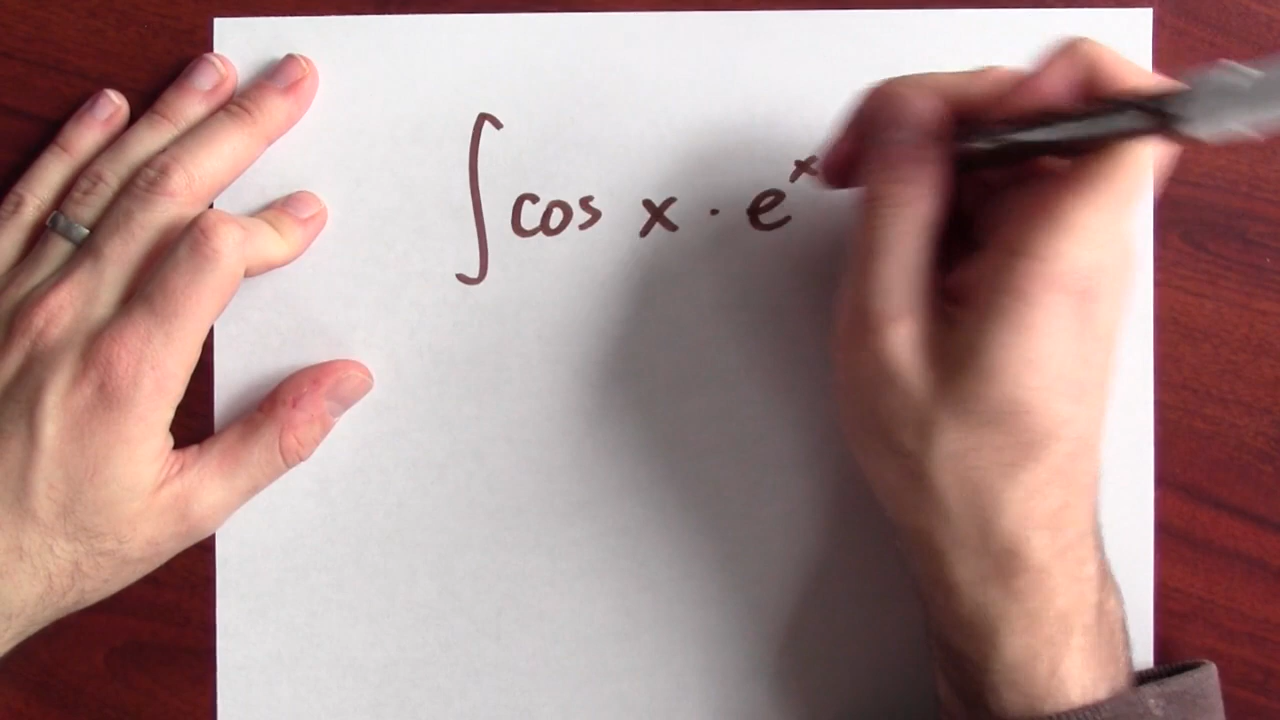 ∫ cos x · e^x